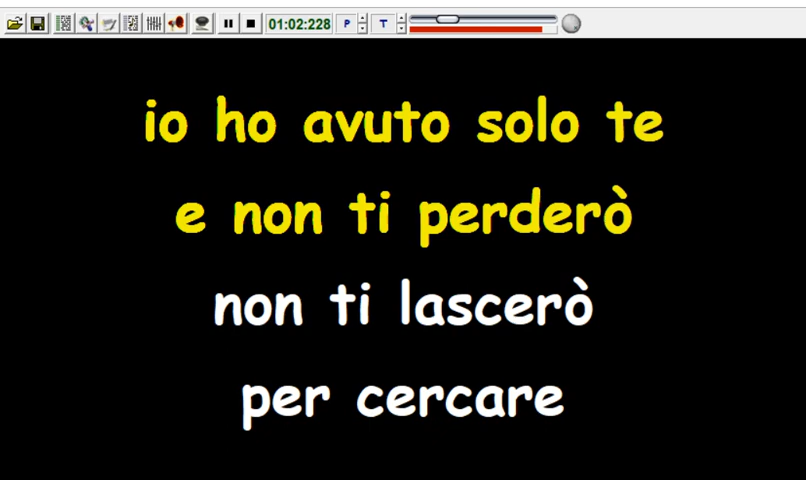 01:02:228 P T
io ho avuto solo te
e non ti perderò
non ti lascerò
per cercare